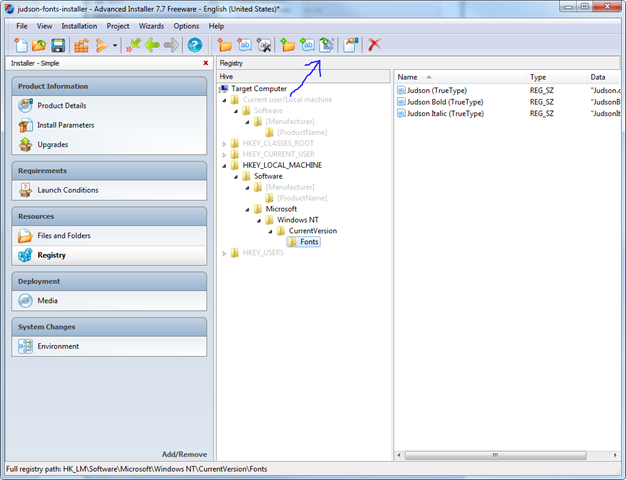 judson-fonts-installer - Advanced Installer 7.7 Freeware - English (United States)*
File View Installation Project Wizards Options Help
Installer - Simple
Product Information
Product Details
Install Parameters
Upgrades
Requirements
Launch Conditions
Resources
Files and Folders
Registry
Deployment
Media
System Changes
Environment
Add/Remove
Registry
Hive
Target Computer
Current user/Local machine
Software
[Manufacturer]
[ProductName]
HKEY_CLASSES_ROOT
HKEY_CURRENT_USER
HKEY_LOCAL_MACHINE
Software
[Manufacturer]
[ProductName]
Microsoft
Windows NT
CurrentVersion
Fonts
HKEY_USERS
Name Type Data
Judson (TrueType) REG_SZ "Judson.c
Judson Bold (TrueType) REG_SZ "JudsonB
Judson Italic (TrueType) REG_SZ "JudsonIt
Full registry path: HK_LM\Software\Microsoft\Windows NT\CurrentVersion\Fonts